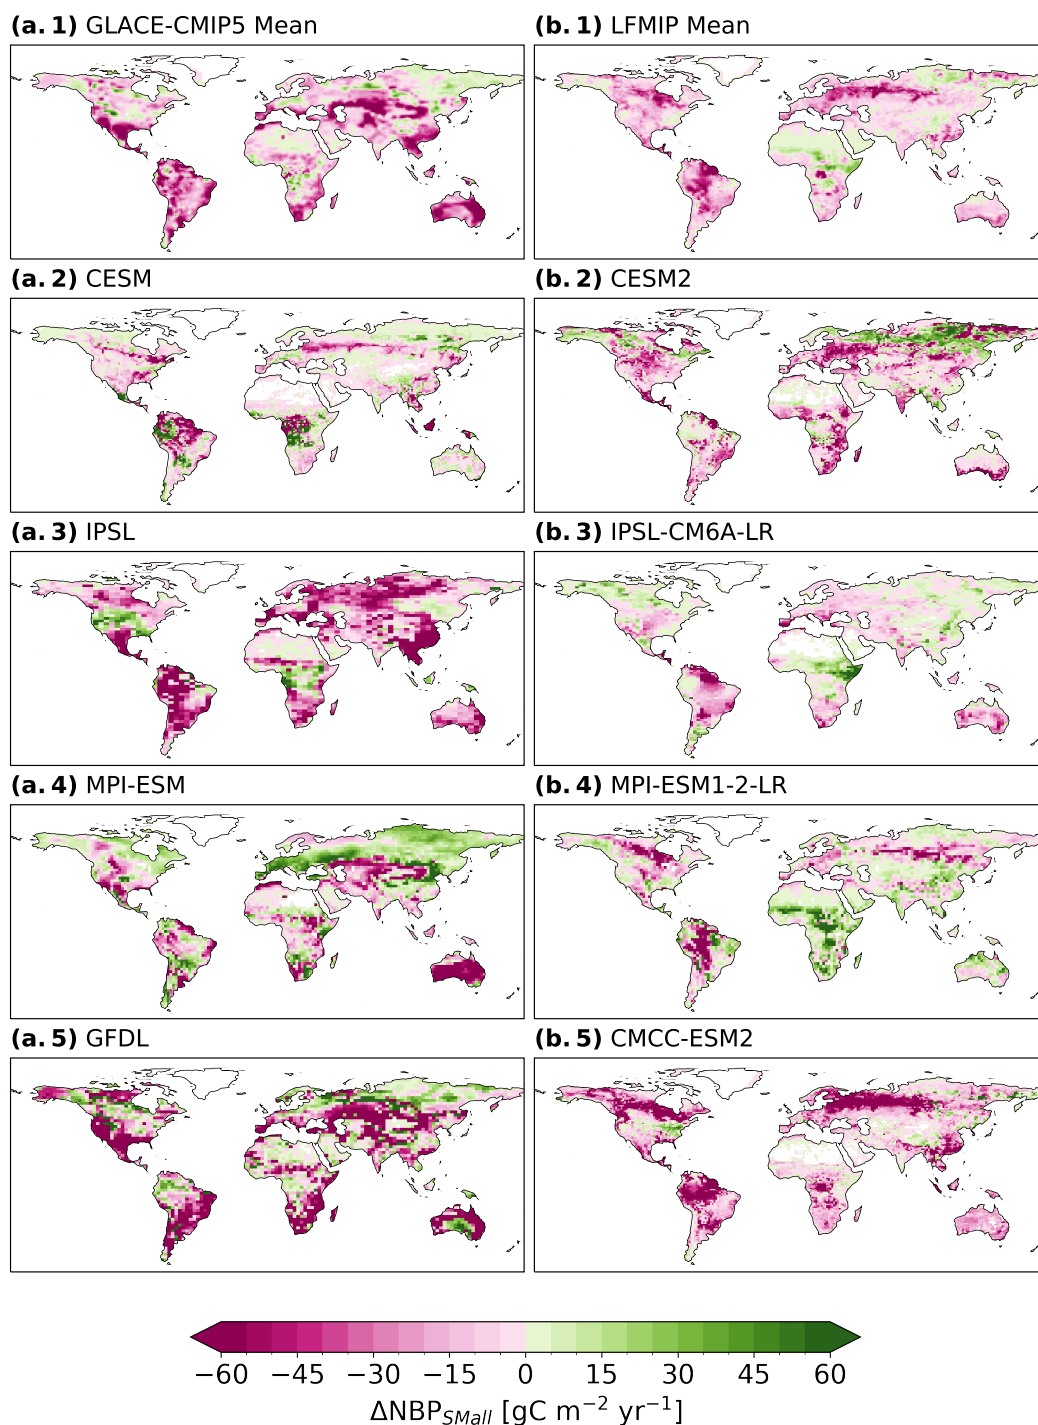 (a. 1) GLACE-CMIP5 Mean
(b. 1) LFMIP Mean
(a. 2) CESM
(b. 2) CESM2
(a. 3) IPSL
(b. 3) IPSL-CM6A-LR
(a. 4) MPI-ESM
(b. 4) MPI-ESM1-2-LR
(a. 5) GFDL
(b. 5) CMCC-ESM2
−60 −45 −30 −15 0 15 30 45 60
ΔNBP_{SMall} [gC m⁻² yr⁻¹]